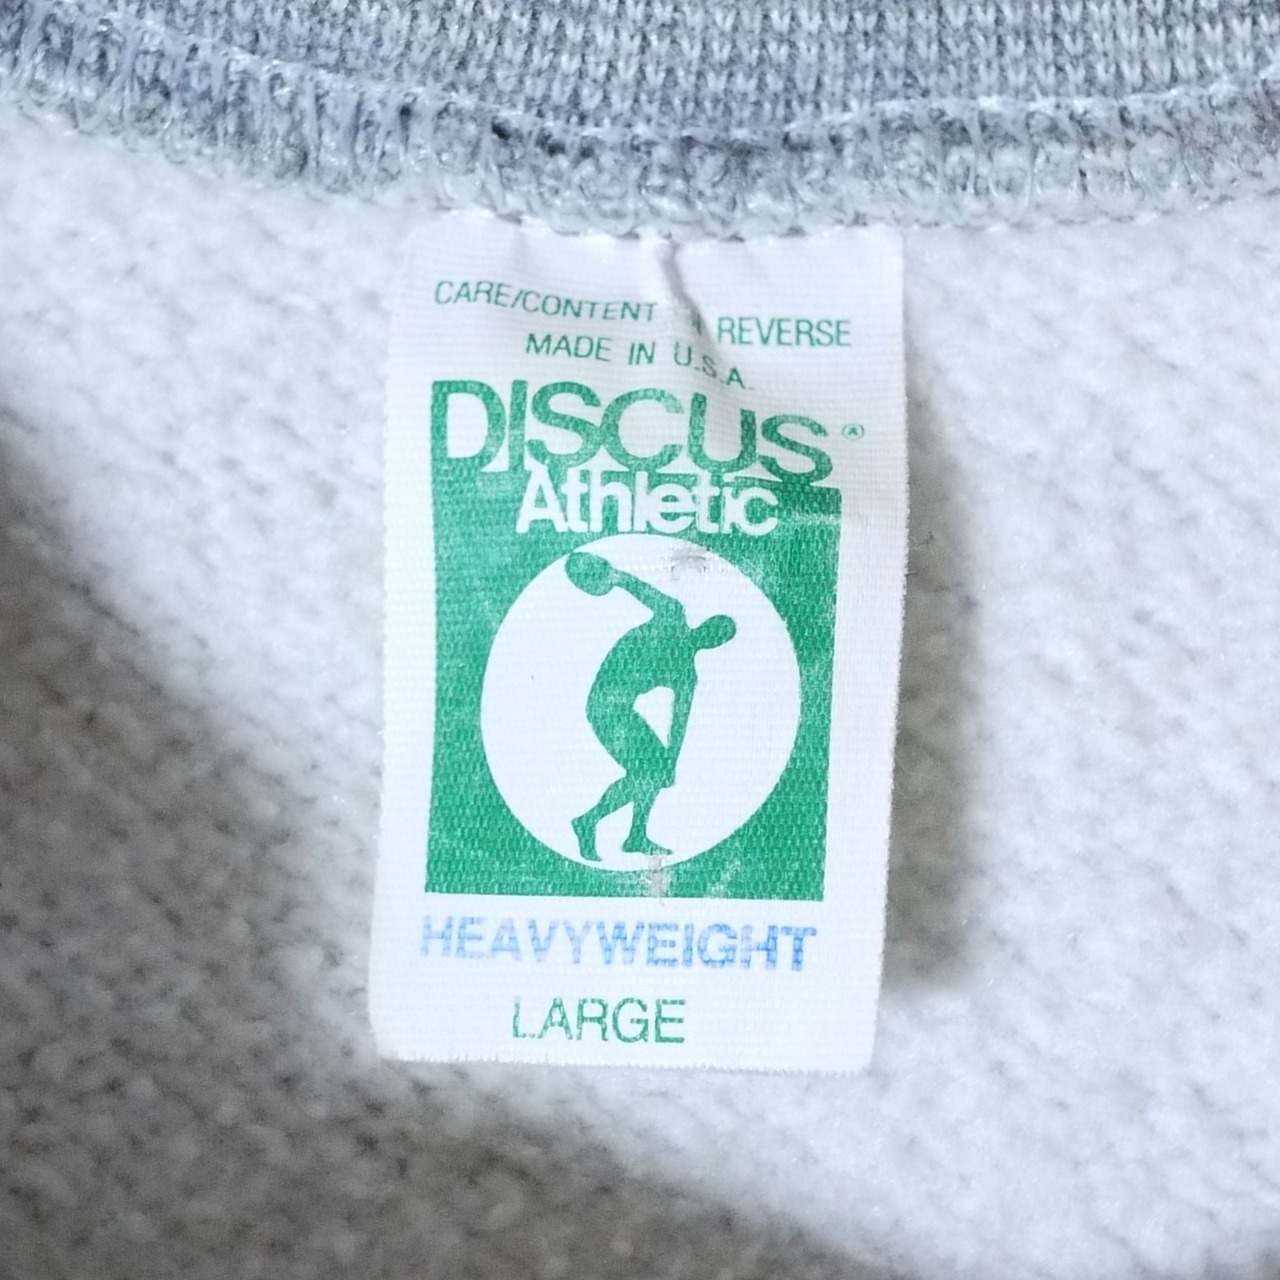 CARE/CONTENT REVERSE
MADE IN U.S.A.
DISCUS®
Athletic
HEAVYWEIGHT
LARGE